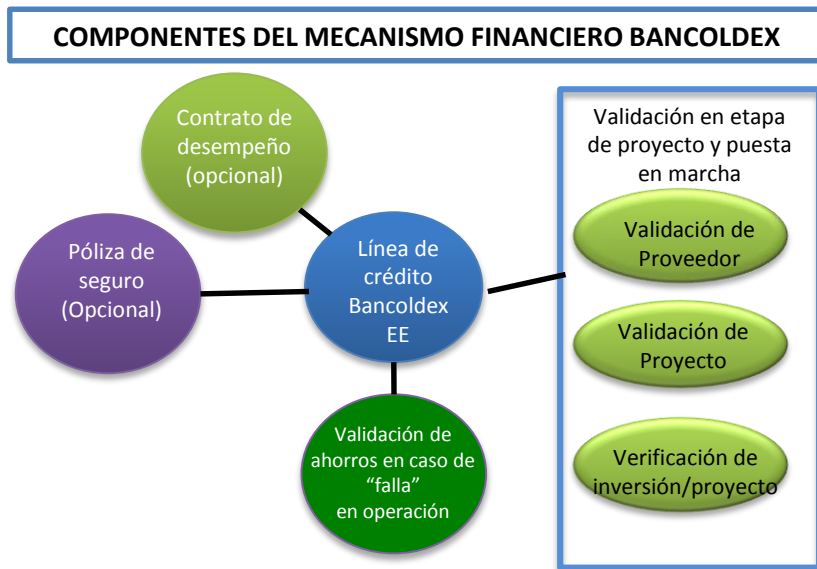 COMPONENTES DEL MECANISMO FINANCIERO BANCOLDEX
Contrato de
desempeño
(opcional)
Póliza de
seguro
(Opcional)
Línea de
crédito
Bancoldex
EE
Validación de
ahorros en caso de
“falla”
en operación
Validación en etapa
de proyecto y puesta
en marcha
Validación de
Proveedor
Validación de
Proyecto
Verificación de
inversión/proyecto